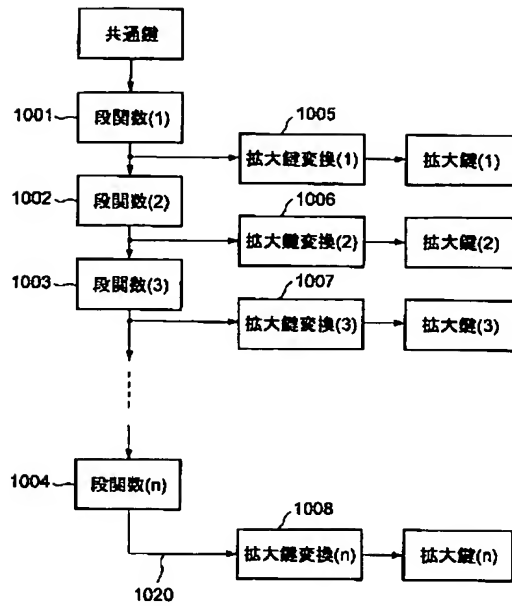 共通鍵
1001
段関数(1)
1005
拡大鍵変換(1)
拡大鍵(1)
1002
段関数(2)
1006
拡大鍵変換(2)
拡大鍵(2)
1003
段関数(3)
1007
拡大鍵変換(3)
拡大鍵(3)
1004
段関数(n)
1008
拡大鍵変換(n)
拡大鍵(n)
1020